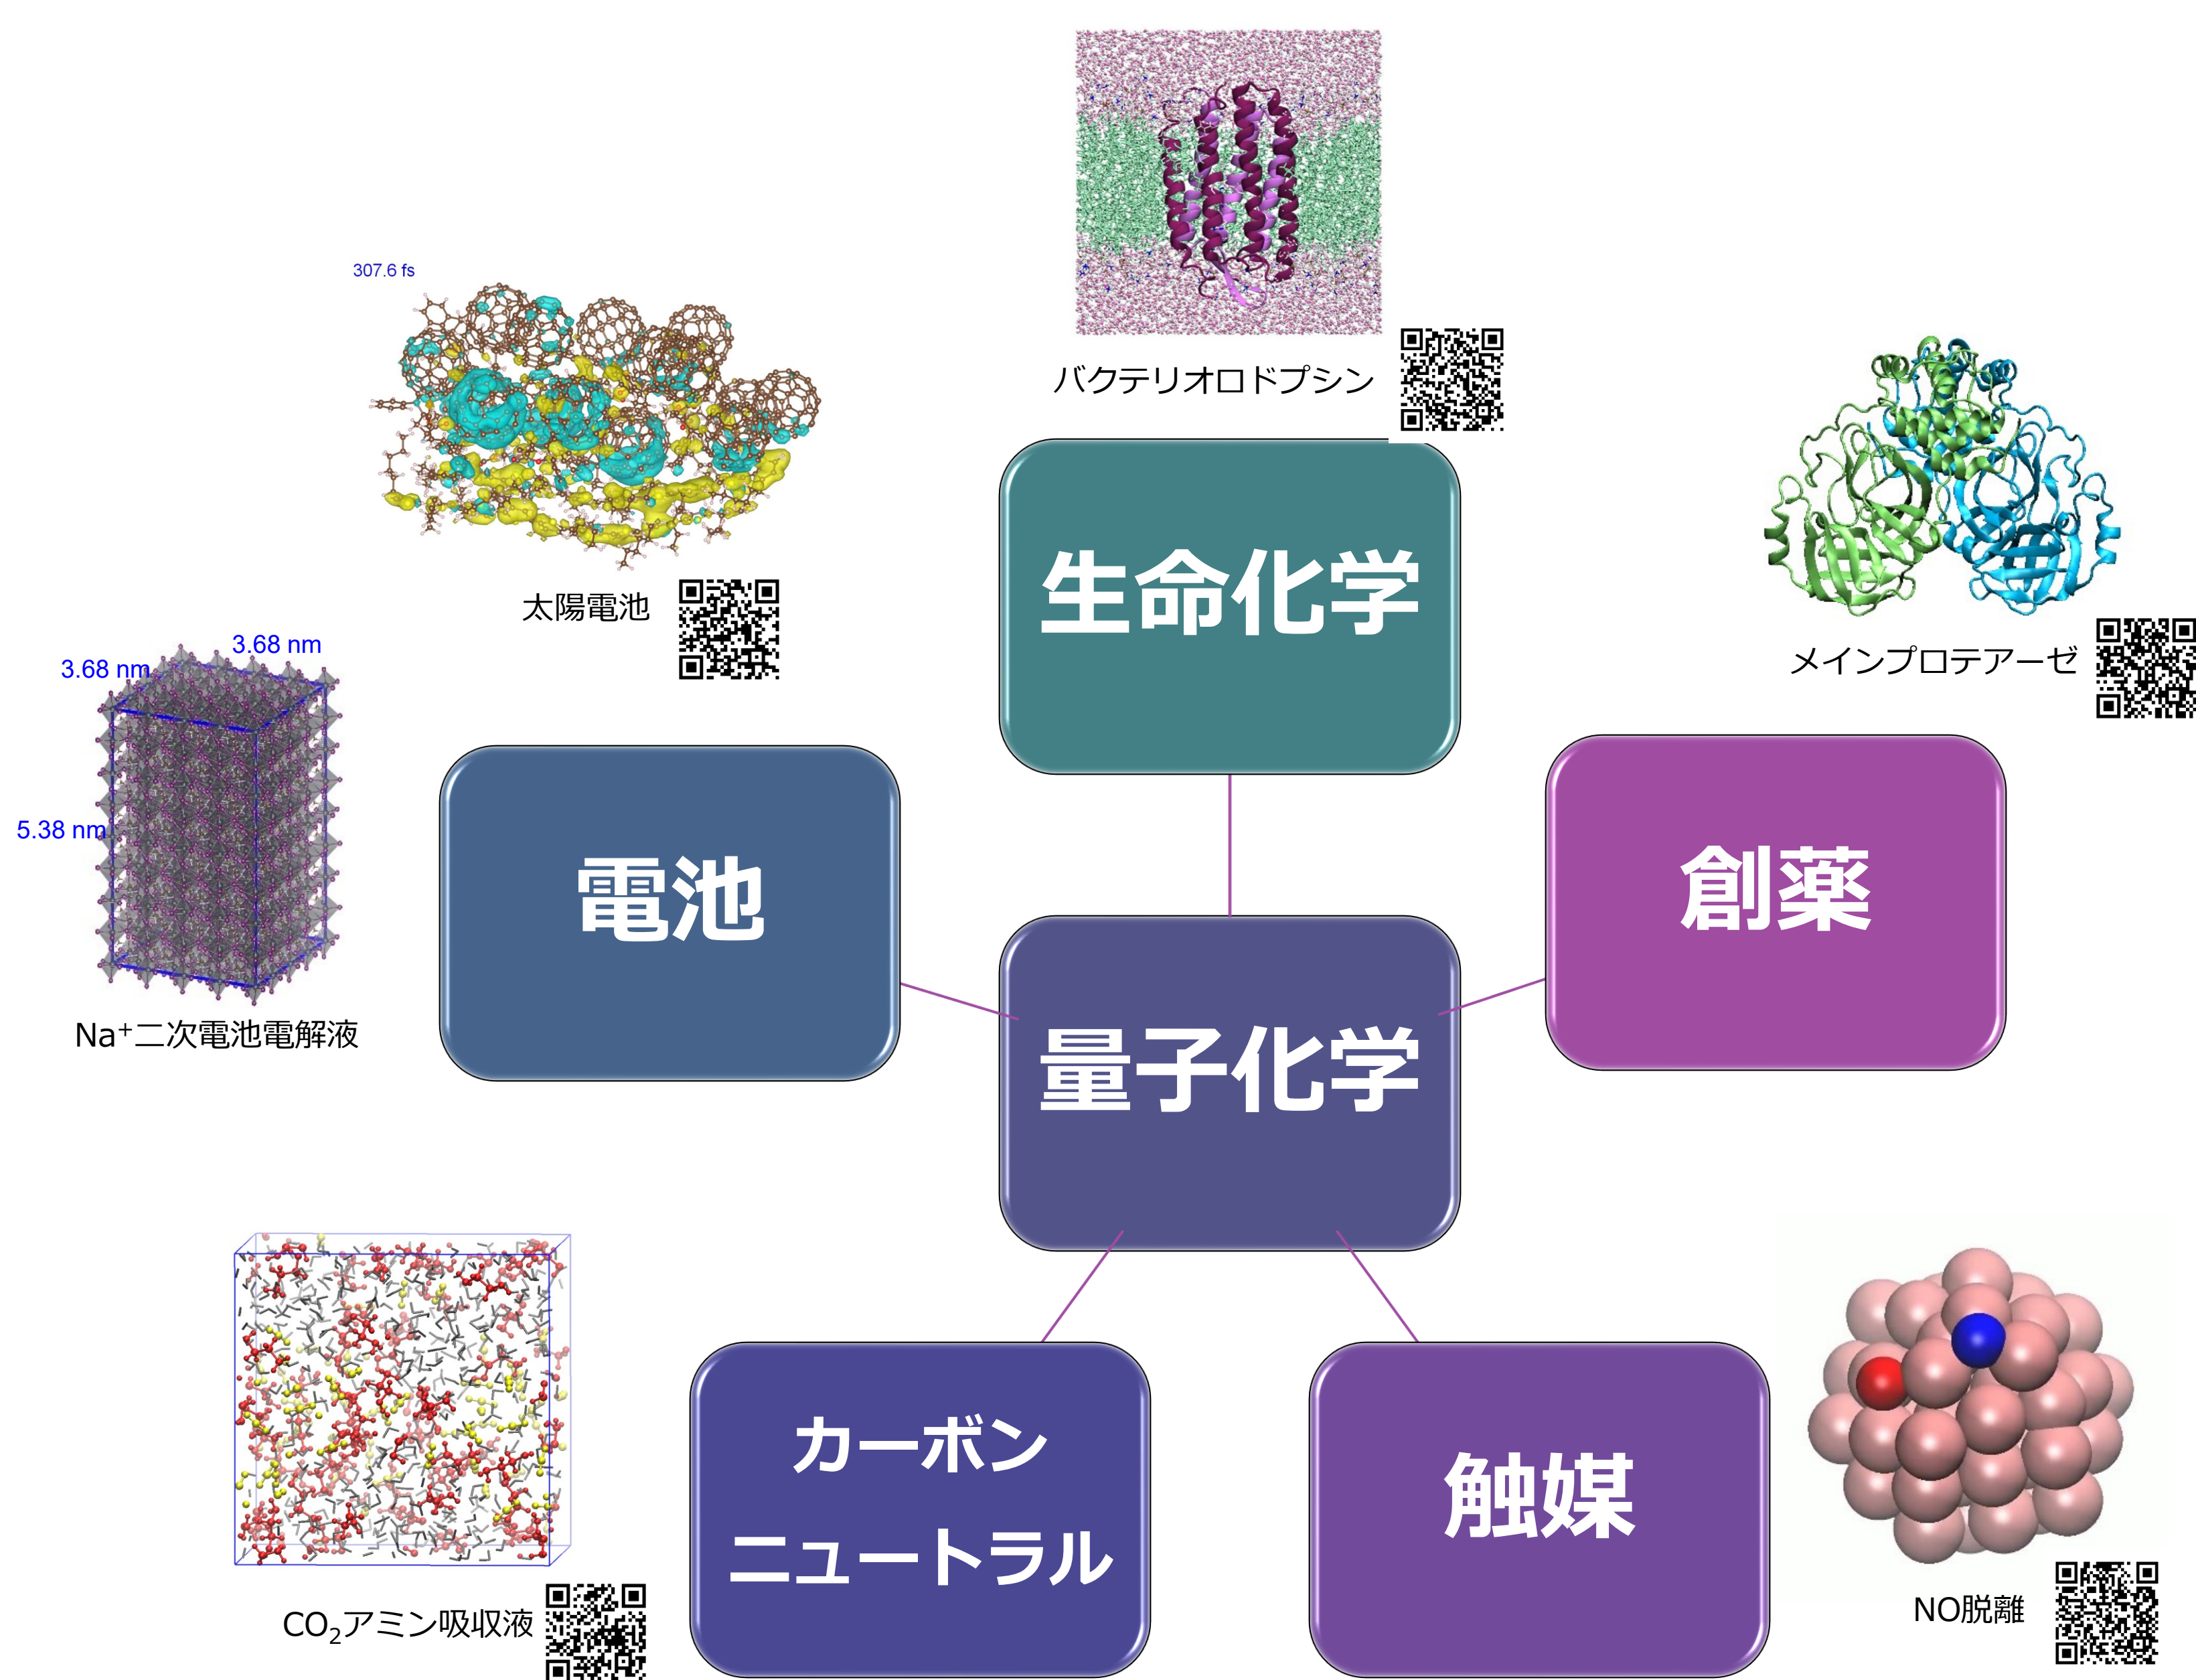 バクテリオロドプシン
307.6 fs
太陽電池
メインプロテアーゼ
生命化学
3.68 nm
3.68 nm
5.38 nm
Na⁺二次電池電解液
電池
創薬
量子化学
カーボン
ニュートラル
触媒
CO₂アミン吸収液
NO脱離